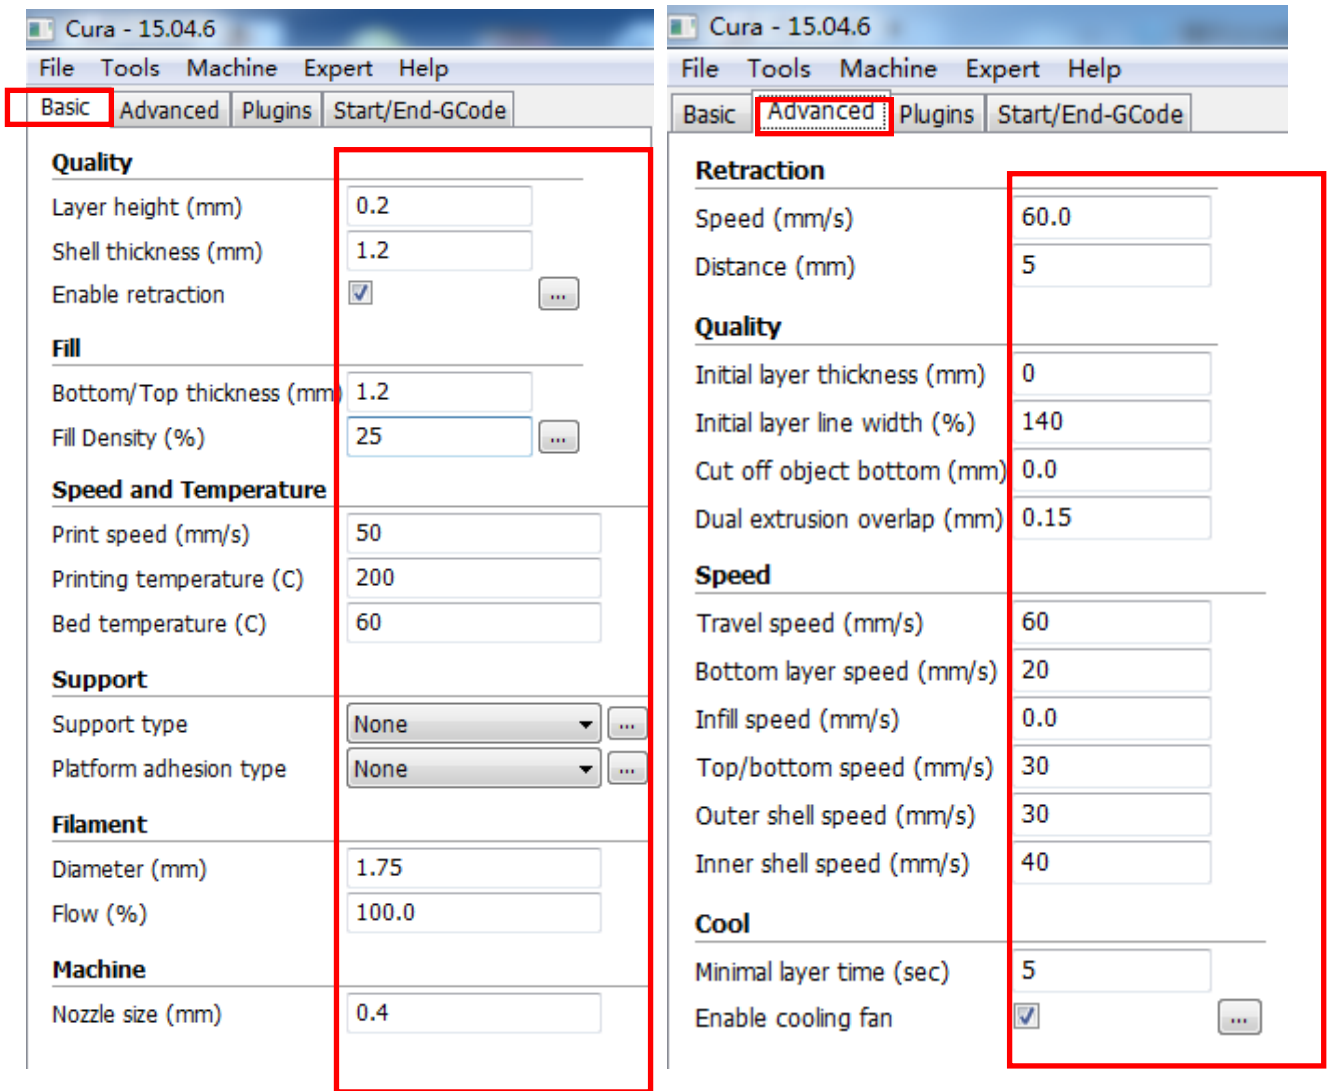 Cura - 15.04.6
File Tools Machine Expert Help
Basic Advanced Plugins Start/End-GCode
Quality
Layer height (mm) 0.2
Shell thickness (mm) 1.2
Enable retraction ...
Fill
Bottom/Top thickness (mm) 1.2
Fill Density (%) 25 ...
Speed and Temperature
Print speed (mm/s) 50
Printing temperature (C) 200
Bed temperature (C) 60
Support
Support type None ...
Platform adhesion type None ...
Filament
Diameter (mm) 1.75
Flow (%) 100.0
Machine
Nozzle size (mm) 0.4
Cura - 15.04.6
File Tools Machine Expert Help
Basic Advanced Plugins Start/End-GCode
Retraction
Speed (mm/s) 60.0
Distance (mm) 5
Quality
Initial layer thickness (mm) 0
Initial layer line width (%) 140
Cut off object bottom (mm) 0.0
Dual extrusion overlap (mm) 0.15
Speed
Travel speed (mm/s) 60
Bottom layer speed (mm/s) 20
Infill speed (mm/s) 0.0
Top/bottom speed (mm/s) 30
Outer shell speed (mm/s) 30
Inner shell speed (mm/s) 40
Cool
Minimal layer time (sec) 5
Enable cooling fan ...